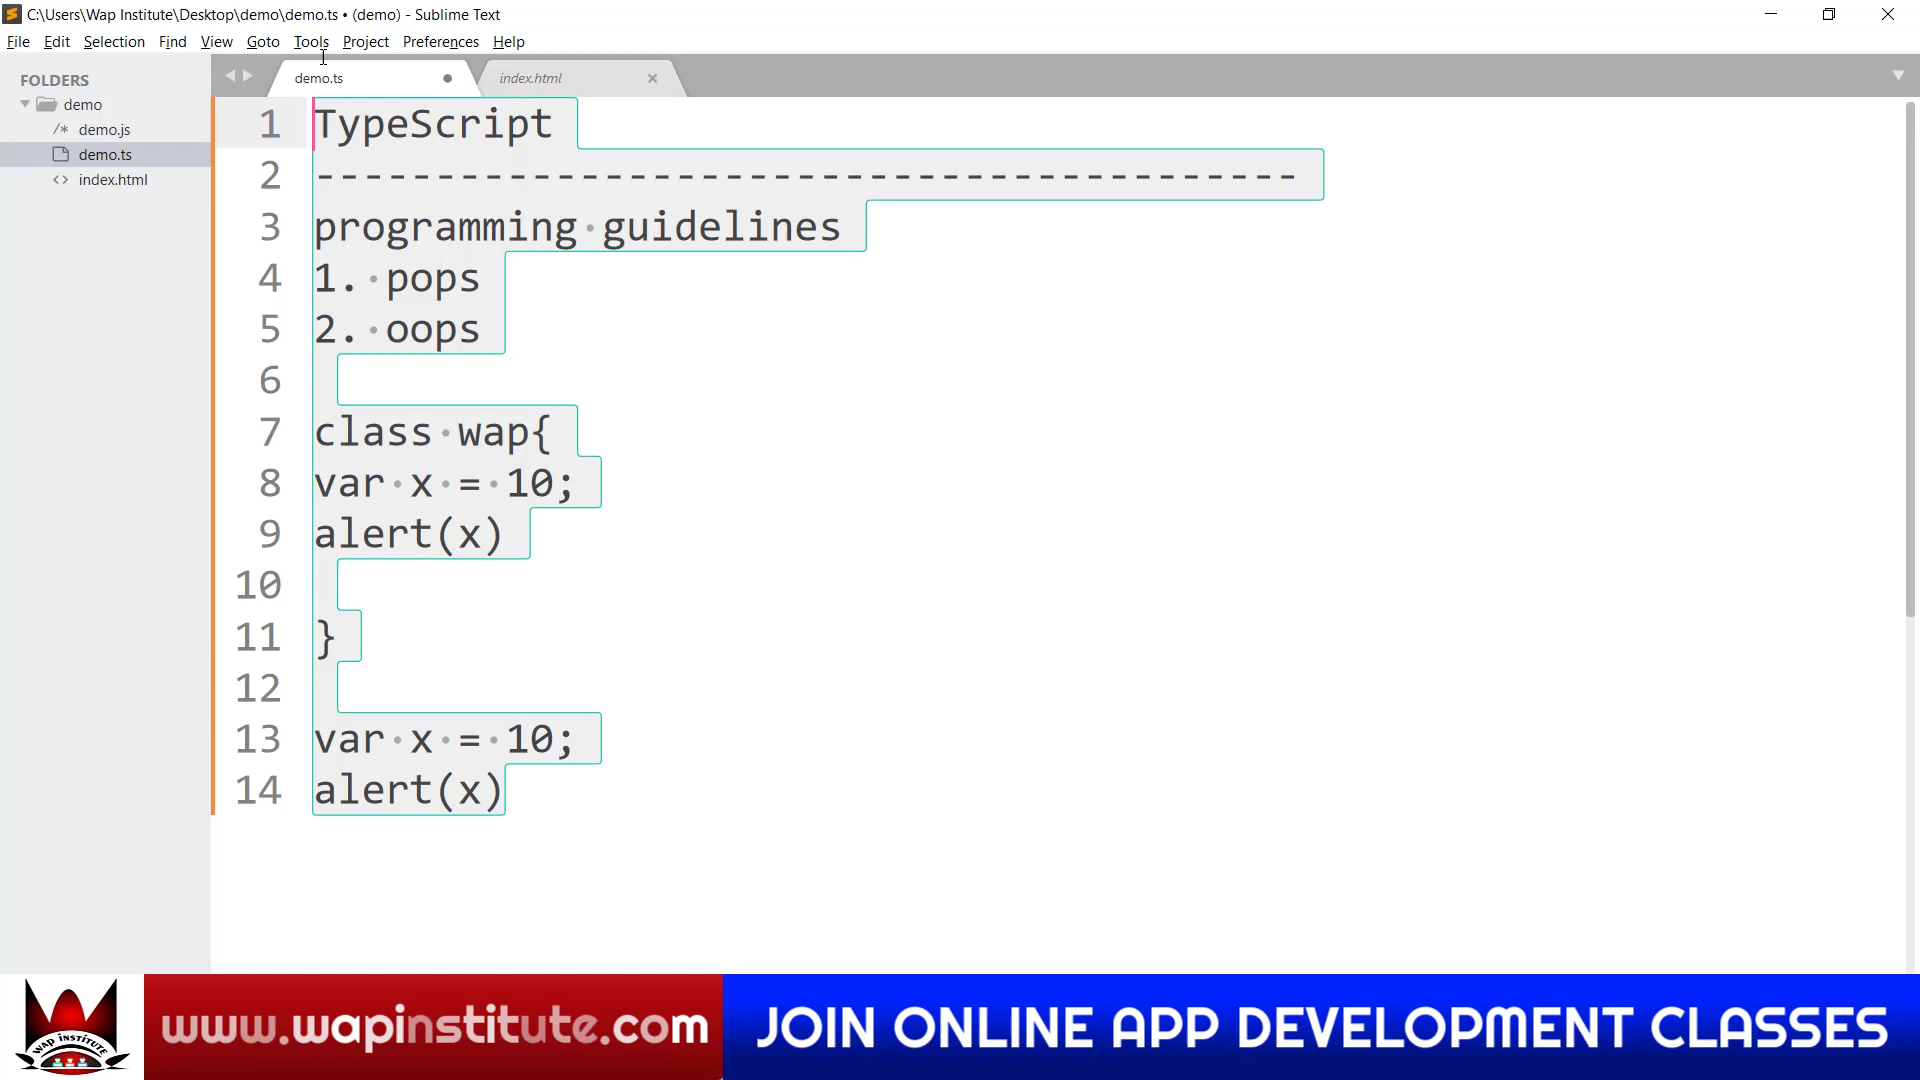 C:\Users\Wap Institute\Desktop\demo\demo.ts • (demo) - Sublime Text
File Edit Selection Find View Goto Tools Project Preferences Help
FOLDERS
demo
/* demo.js
demo.ts
<> index.html
demo.ts
index.html
1 TypeScript
2 -----------------------------------------
3 programming guidelines
4 1. pops
5 2. oops
6
7 class wap{
8 var x = 10;
9 alert(x)
10
11 }
12
13 var x = 10;
14 alert(x)
WAP INSTITUTE
www.wapinstitute.com
JOIN ONLINE APP DEVELOPMENT CLASSES